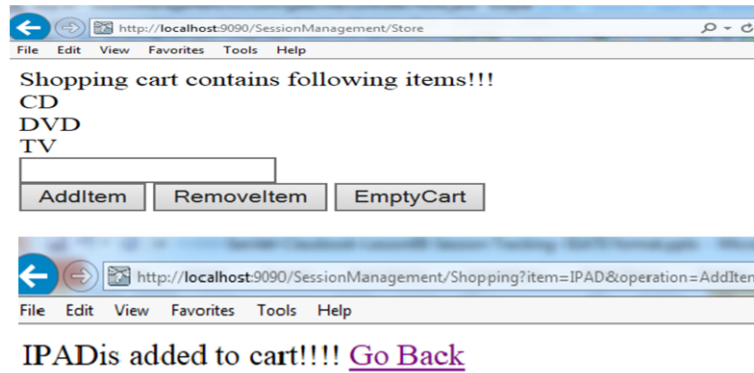 http://localhost:9090/SessionManagement/Store
File Edit View Favorites Tools Help
Shopping cart contains following items!!!
CD
DVD
TV
AddItem RemoveItem EmptyCart
http://localhost:9090/SessionManagement/Shopping?item=IPAD&operation=AddIten
File Edit View Favorites Tools Help
IPADis added to cart!!!! Go Back